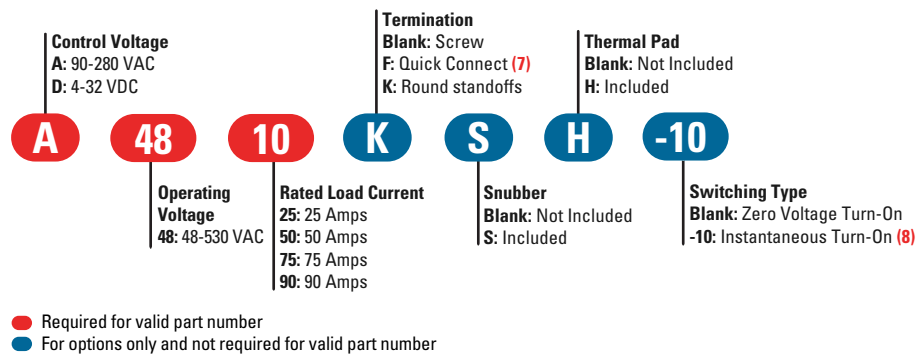 Control Voltage
A: 90-280 VAC
D: 4-32 VDC
Termination
Blank: Screw
F: Quick Connect (7)
K: Round standoffs
Thermal Pad
Blank: Not Included
H: Included
A 48 10 K S H -10
Operating
Voltage
48: 48-530 VAC
Rated Load Current
25: 25 Amps
50: 50 Amps
75: 75 Amps
90: 90 Amps
Snubber
Blank: Not Included
S: Included
Switching Type
Blank: Zero Voltage Turn-On
-10: Instantaneous Turn-On (8)
Required for valid part number
For options only and not required for valid part number